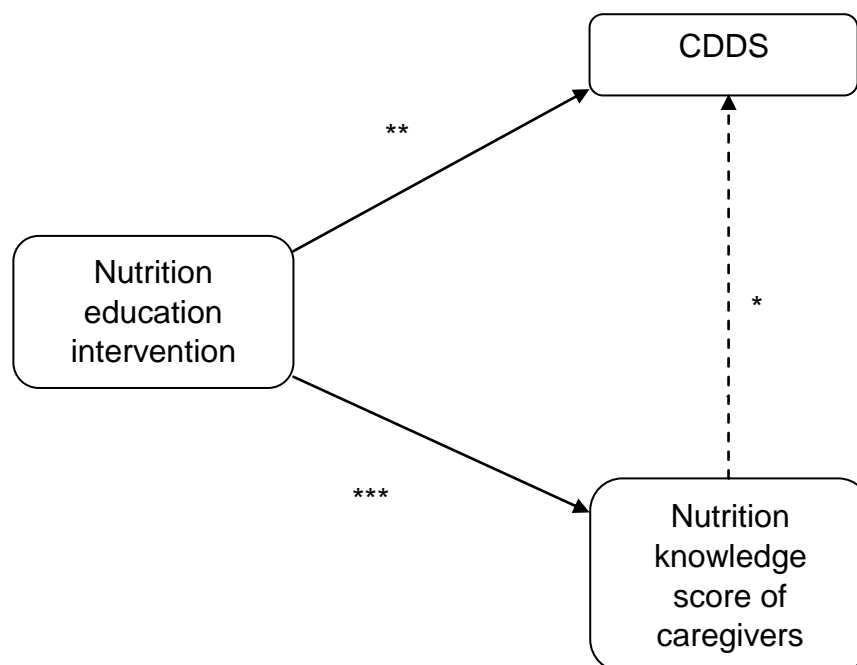 CDDS
**
Nutrition
education
intervention
*
***
Nutrition
knowledge
score of
caregivers